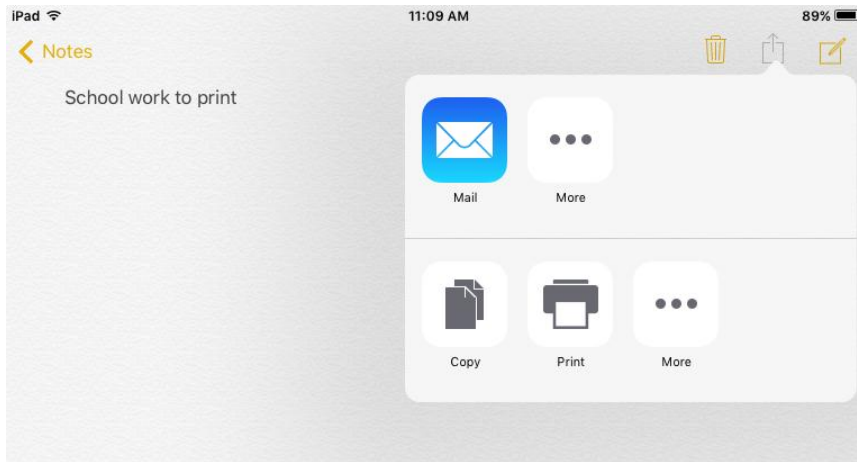 iPad 11:09 AM 89%
Notes
School work to print
Mail More
Copy Print More